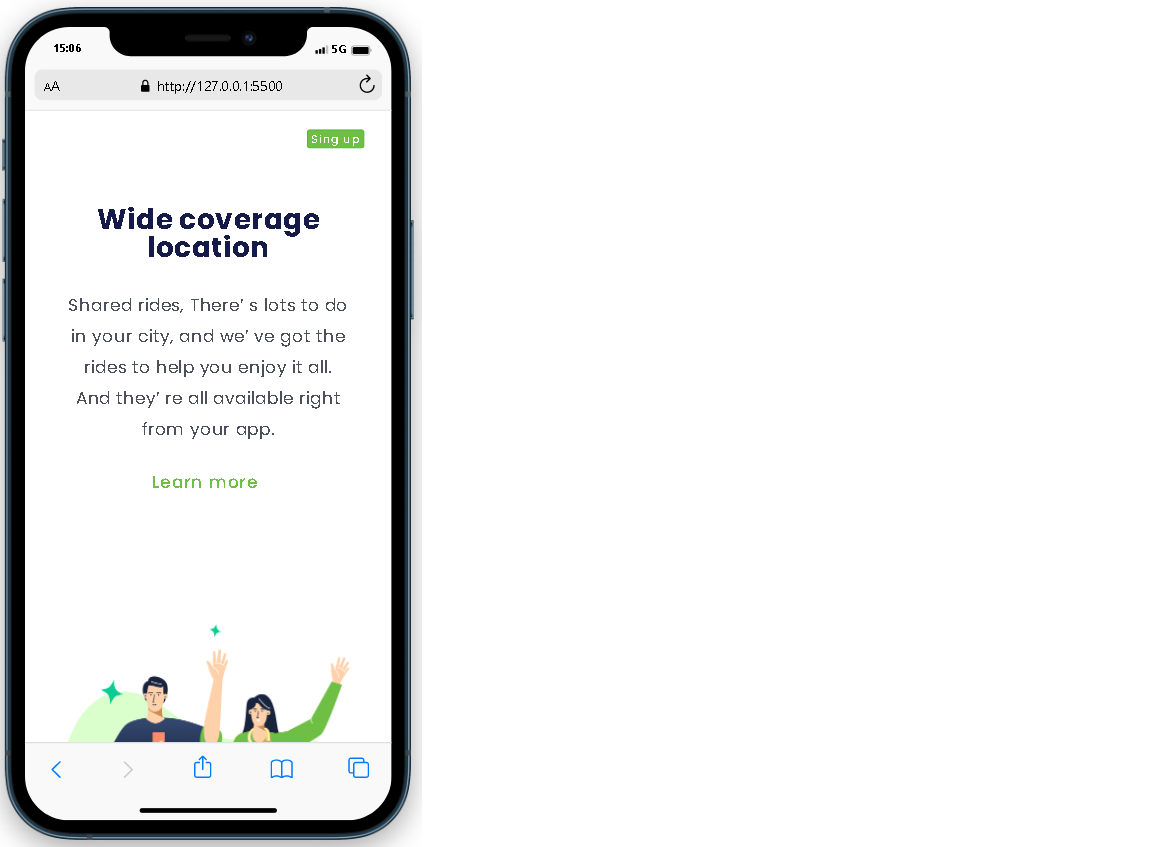 15:06
5G
AA
http://127.0.0.1:5500
Sing up
Wide coverage
location
Shared rides, There’ s lots to do
in your city, and we’ ve got the
rides to help you enjoy it all.
And they’ re all available right
from your app.
Learn more